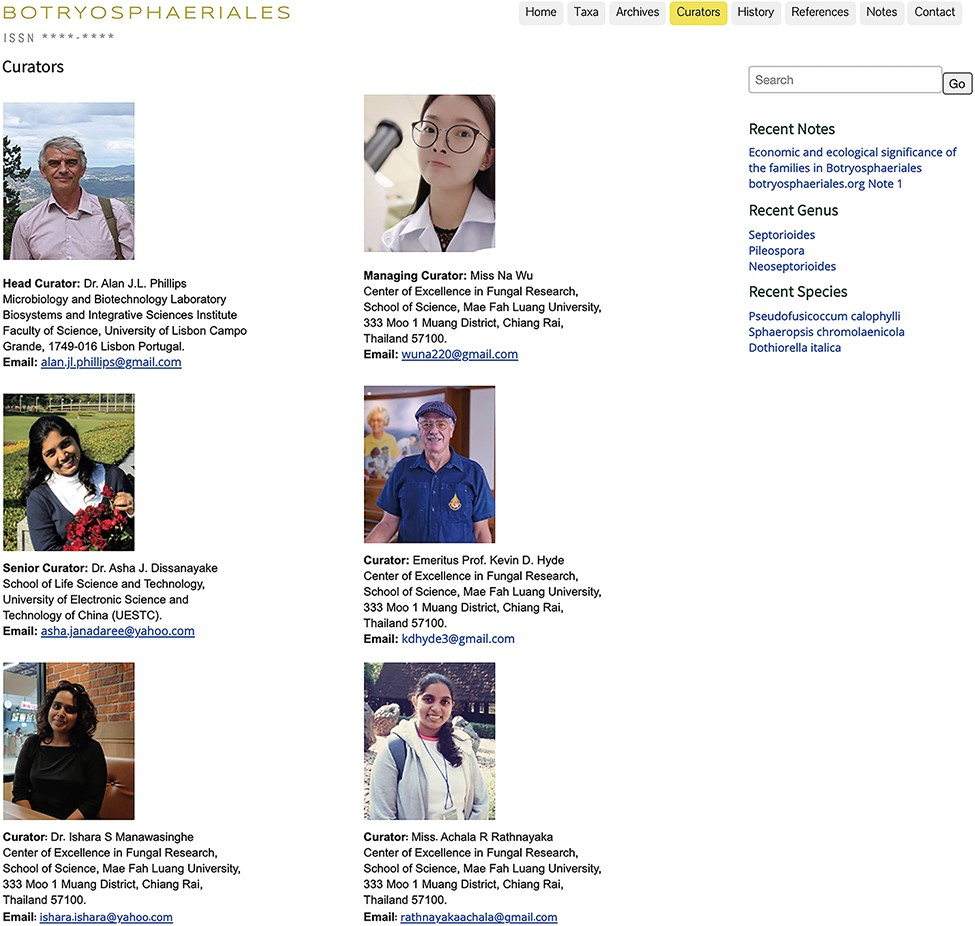 BOTRYOSPHAERIALES
ISSN ****-****
Home Taxa Archives Curators History References Notes Contact
Curators
Head Curator: Dr. Alan J.L. Phillips
Microbiology and Biotechnology Laboratory
Biosystems and Integrative Sciences Institute
Faculty of Science, University of Lisbon Campo
Grande, 1749-016 Lisbon Portugal.
Email: alan.jl.phillips@gmail.com
Managing Curator: Miss Na Wu
Center of Excellence in Fungal Research,
School of Science, Mae Fah Luang University,
333 Moo 1 Muang District, Chiang Rai,
Thailand 57100.
Email: wuna220@gmail.com
Senior Curator: Dr. Asha J. Dissanayake
School of Life Science and Technology,
University of Electronic Science and
Technology of China (UESTC).
Email: asha.janadaree@yahoo.com
Curator: Emeritus Prof. Kevin D. Hyde
Center of Excellence in Fungal Research,
School of Science, Mae Fah Luang University,
333 Moo 1 Muang District, Chiang Rai,
Thailand 57100.
Email: kdhyde3@gmail.com
Curator: Dr. Ishara S Manawasinghe
Center of Excellence in Fungal Research,
School of Science, Mae Fah Luang University,
333 Moo 1 Muang District, Chiang Rai,
Thailand 57100.
Email: ishara.ishara@yahoo.com
Curator: Miss. Achala R Rathnayaka
Center of Excellence in Fungal Research,
School of Science, Mae Fah Luang University,
333 Moo 1 Muang District, Chiang Rai,
Thailand 57100.
Email: rathnayakaachala@gmail.com
Search Go
Recent Notes
Economic and ecological significance of
the families in Botryosphaeriales
botryosphaeriales.org Note 1
Recent Genus
Septorioides
Pileospora
Neoseptorioides
Recent Species
Pseudofusicoccum calophylli
Sphaeropsis chromolaenicola
Dothiorella italica